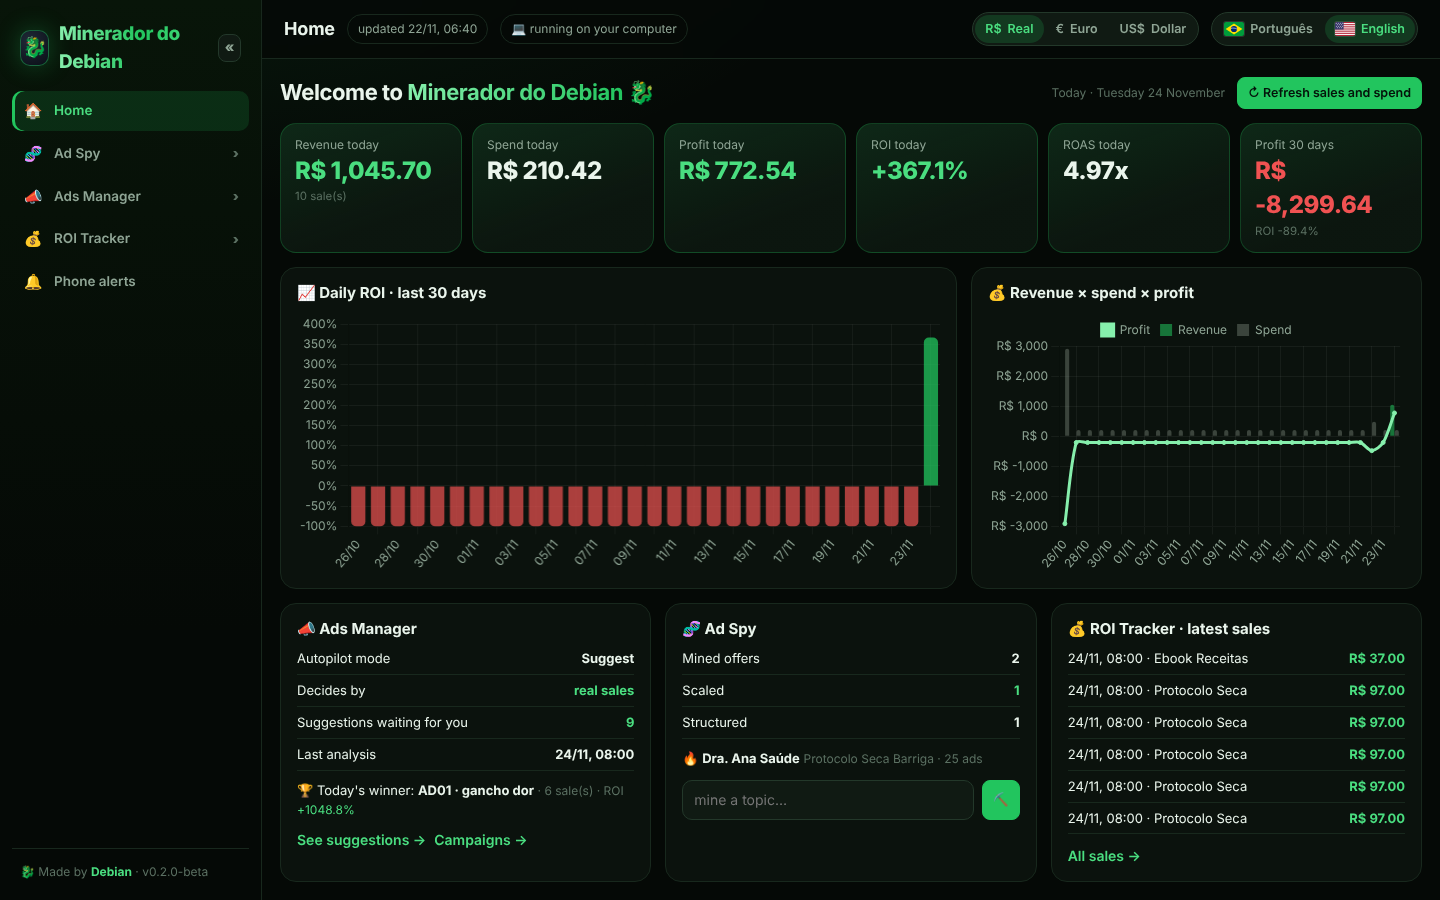 Minerador do
Debian
«
Home
Ad Spy
Ads Manager
ROI Tracker
Phone alerts
Made by Debian · v0.2.0-beta
Home
updated 22/11, 06:40
running on your computer
R$ Real
€ Euro
US$ Dollar
Português
English
Welcome to Minerador do Debian
Today · Tuesday 24 November
↻ Refresh sales and spend
Revenue today
R$ 1,045.70
10 sale(s)
Spend today
R$ 210.42
Profit today
R$ 772.54
ROI today
+367.1%
ROAS today
4.97x
Profit 30 days
R$
-8,299.64
ROI -89.4%
Daily ROI · last 30 days
400%
350%
300%
250%
200%
150%
100%
50%
0%
-50%
-100%
26/10
28/10
30/10
01/11
03/11
05/11
07/11
09/11
11/11
13/11
15/11
17/11
19/11
21/11
23/11
Revenue × spend × profit
Profit
Revenue
Spend
R$ 3,000
R$ 2,000
R$ 1,000
R$ 0
R$ -1,000
R$ -2,000
R$ -3,000
26/10
28/10
30/10
01/11
03/11
05/11
07/11
09/11
11/11
13/11
15/11
17/11
19/11
21/11
23/11
Ads Manager
Autopilot mode Suggest
Decides by real sales
Suggestions waiting for you 9
Last analysis 24/11, 08:00
Today's winner: AD01 · gancho dor · 6 sale(s) · ROI
+1048.8%
See suggestions → Campaigns →
Ad Spy
Mined offers 2
Scaled 1
Structured 1
Dra. Ana Saúde Protocolo Seca Barriga · 25 ads
mine a topic...
ROI Tracker · latest sales
24/11, 08:00 · Ebook Receitas R$ 37.00
24/11, 08:00 · Protocolo Seca R$ 97.00
24/11, 08:00 · Protocolo Seca R$ 97.00
24/11, 08:00 · Protocolo Seca R$ 97.00
24/11, 08:00 · Protocolo Seca R$ 97.00
24/11, 08:00 · Protocolo Seca R$ 97.00
All sales →